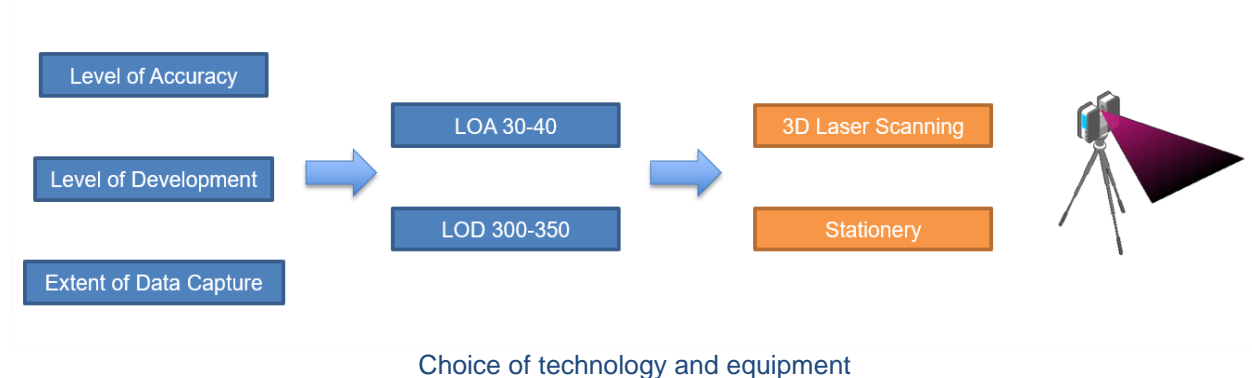 Level of Accuracy
Level of Development
Extent of Data Capture
LOA 30-40
LOD 300-350
3D Laser Scanning
Stationery
Choice of technology and equipment